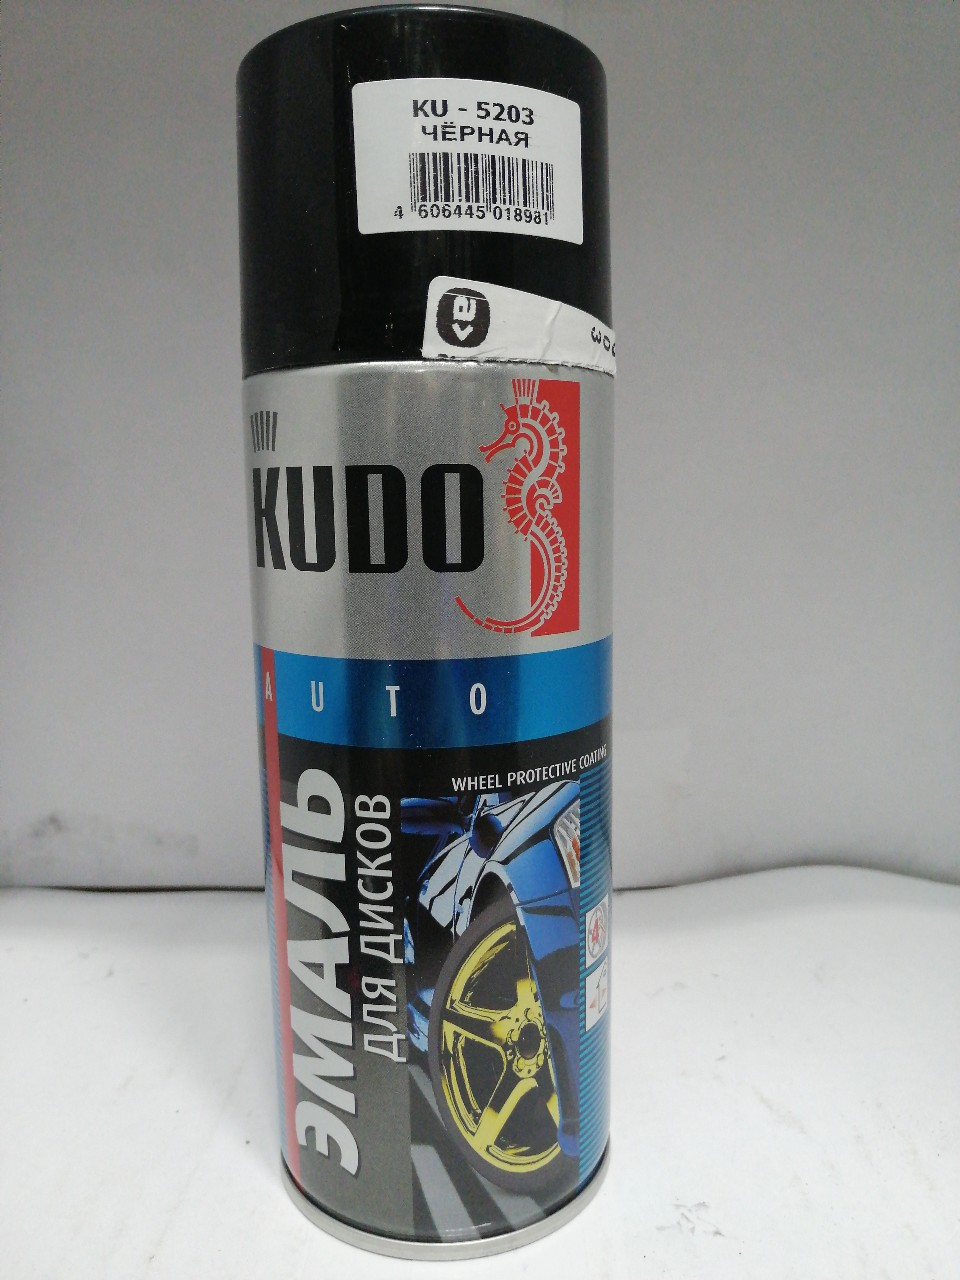 KU - 5203
ЧЁРНАЯ
4 606445 018981
KUDO
AUTO
WHEEL PROTECTIVE COATING
ЭМАЛЬ
ДЛЯ ДИСКОВ